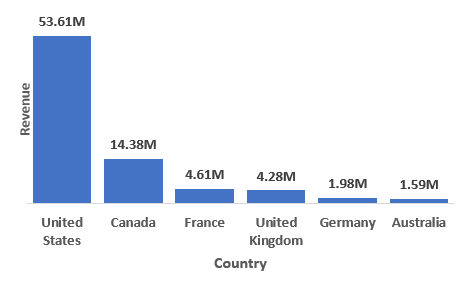 53.61M
14.38M
4.61M
4.28M
1.98M
1.59M
Revenue
United
States
Canada
France
United
Kingdom
Germany
Australia
Country